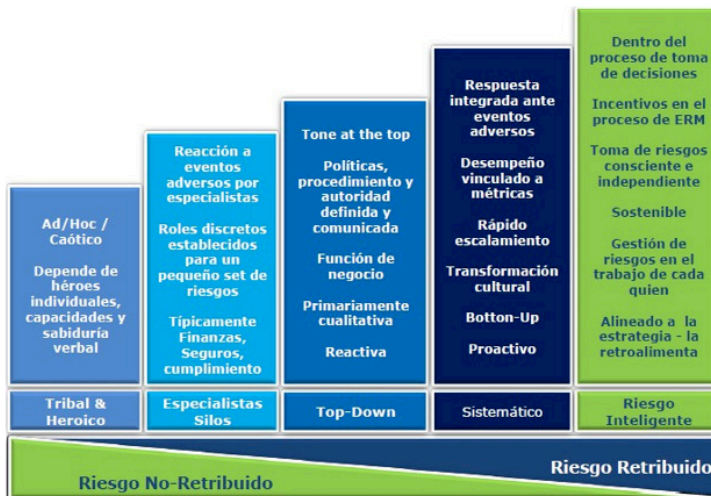 Ad/Hoc /
Caótico
Depende de
héroes
individuales,
capacidades y
sabiduría
verbal
Tribal &
Heroico
Reacción a
eventos
adversos por
especialistas
Roles discretos
establecidos
para un
pequeño set de
riesgos
Típicamente
Finanzas,
Seguros,
cumplimiento
Especialistas
Silos
Tone at the top
Políticas,
procedimiento y
autoridad
definida y
comunicada
Función de
negocio
Primariamente
cualitativa
Reactiva
Top-Down
Respuesta
integrada ante
eventos
adversos
Desempeño
vinculado a
métricas
Rápido
escalamiento
Transformación
cultural
Botton-Up
Proactivo
Sistemático
Dentro del
proceso de toma
de decisiones
Incentivos en el
proceso de ERM
Toma de riesgos
consciente e
independiente
Sostenible
Gestión de
riesgos en el
trabajo de cada
quien
Alineado a la
estrategia - la
retroalimenta
Riesgo
Inteligente
Riesgo No-Retribuido
Riesgo Retribuido